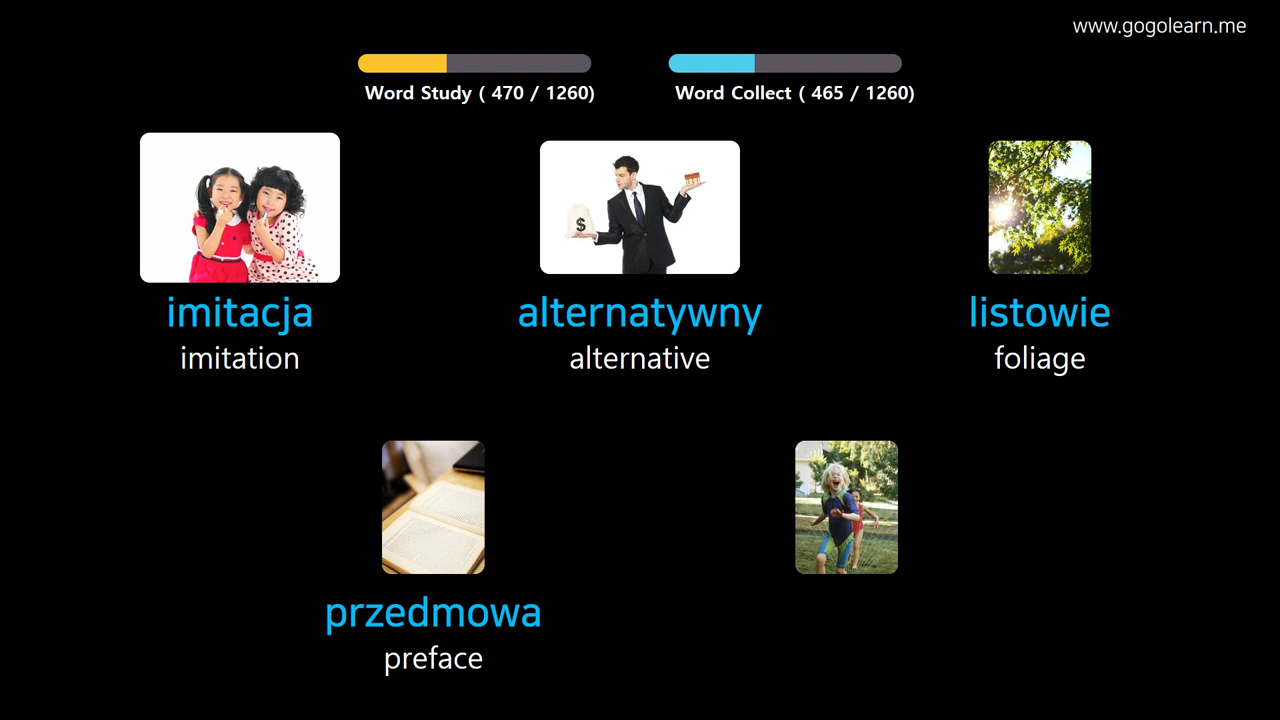 www.gogolearn.me
Word Study ( 470 / 1260)
Word Collect ( 465 / 1260)
imitacja
imitation
alternatywny
alternative
listowie
foliage
$
przedmowa
preface